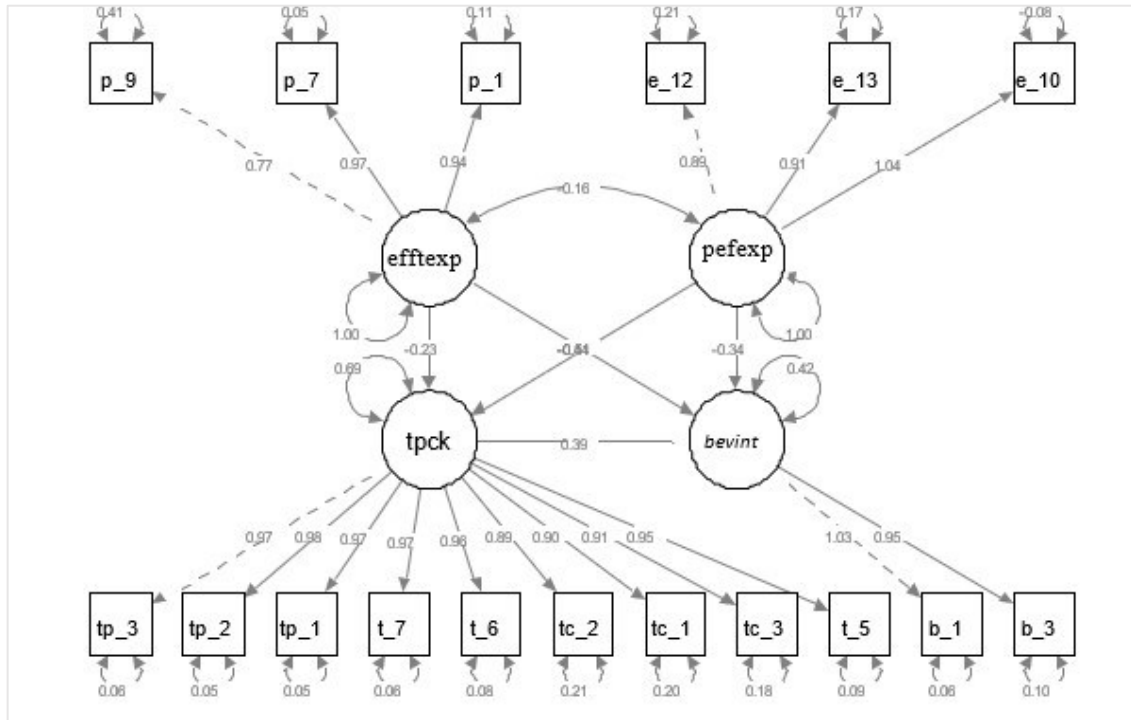 0.41 0.05 0.11 0.21 0.17 -0.08
p_9 p_7 p_1 e_12 e_13 e_10
0.77 0.97 0.94 0.89 0.91 1.04
-0.16
efftexp pefexp
1.00 1.00
-0.23 -0.34
0.69 0.42
tpck 0.39 bevint
0.97 0.98 0.97 0.97 0.96 0.89 0.90 0.91 0.95 1.03 0.95
tp_3 tp_2 tp_1 t_7 t_6 tc_2 tc_1 tc_3 t_5 b_1 b_3
0.06 0.05 0.05 0.06 0.08 0.21 0.20 0.18 0.09 0.06 0.10